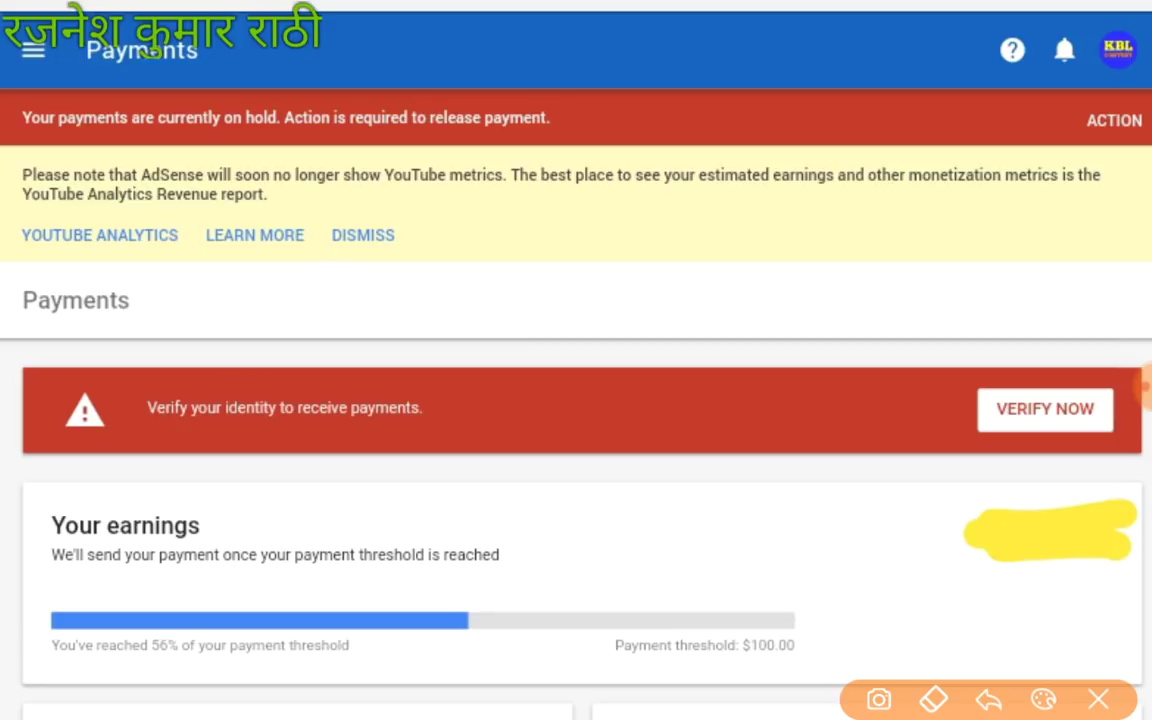 रजनेश कुमार राठी
Payments
KBL
Your payments are currently on hold. Action is required to release payment.
ACTION
Please note that AdSense will soon no longer show YouTube metrics. The best place to see your estimated earnings and other monetization metrics is the
YouTube Analytics Revenue report.
YOUTUBE ANALYTICS LEARN MORE DISMISS
Payments
Verify your identity to receive payments.
VERIFY NOW
Your earnings
We'll send your payment once your payment threshold is reached
You've reached 56% of your payment threshold
Payment threshold: $100.00